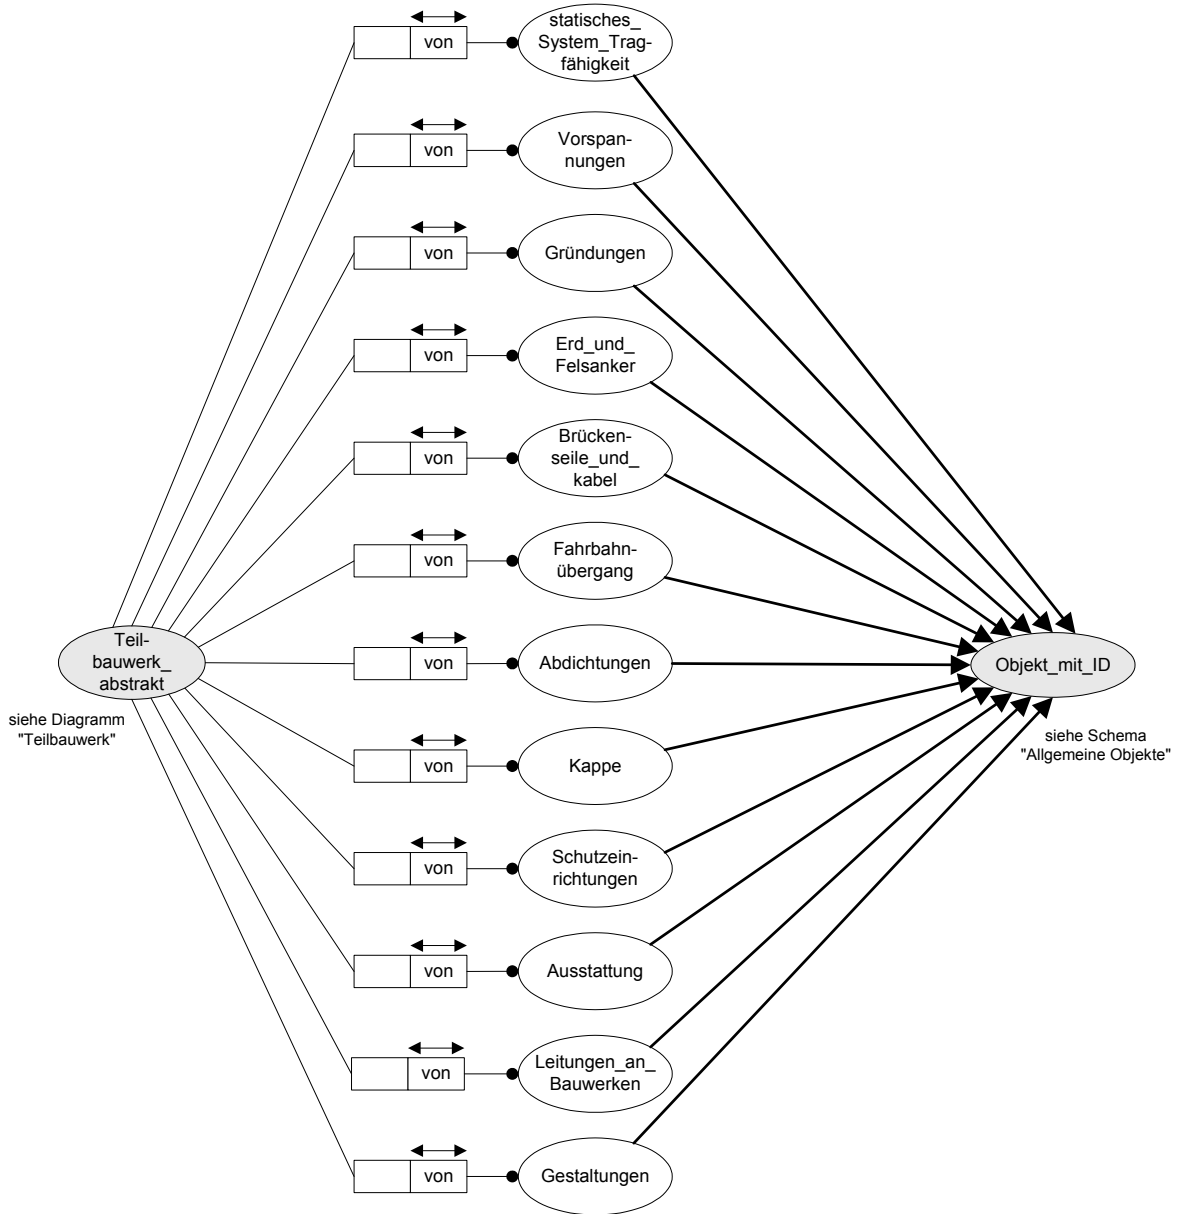 von
statisches_
System_Trag-
fähigkeit
von
Vorspan-
nungen
von
Gründungen
von
Erd_und_
Felsanker
von
Brücken-
seile_und_
kabel
von
Fahrbahn-
übergang
Teil-
bauwerk_
abstrakt
siehe Diagramm
"Teilbauwerk"
von
Abdichtungen
Objekt_mit_ID
siehe Schema
"Allgemeine Objekte"
von
Kappe
von
Schutzein-
richtungen
von
Ausstattung
von
Leitungen_an_
Bauwerken
von
Gestaltungen